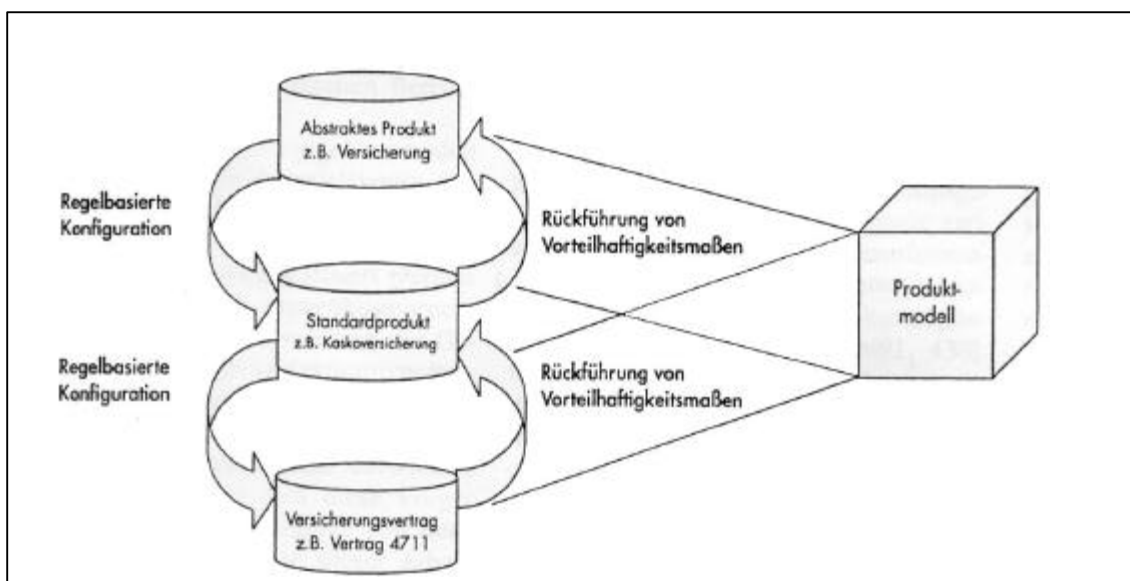 Abstraktes Produkt
z.B. Versicherung
Regelbasierte
Konfiguration
Rückführung von
Vorteilhaftigkeitsmaßen
Standardprodukt
z.B. Kaskoversicherung
Produkt-
modell
Regelbasierte
Konfiguration
Rückführung von
Vorteilhaftigkeitsmaßen
Versicherungsvertrag
z.B. Vertrag 4711